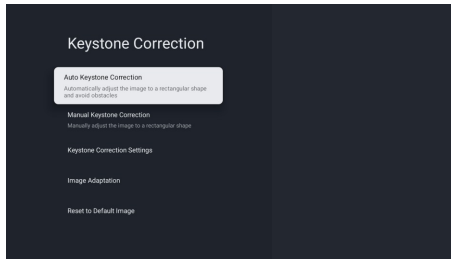 Keystone Correction
Auto Keystone Correction
Automatically adjust the image to a rectangular shape
and avoid obstacles
Manual Keystone Correction
Manually adjust the image to a rectangular shape
Keystone Correction Settings
Image Adaptation
Reset to Default Image